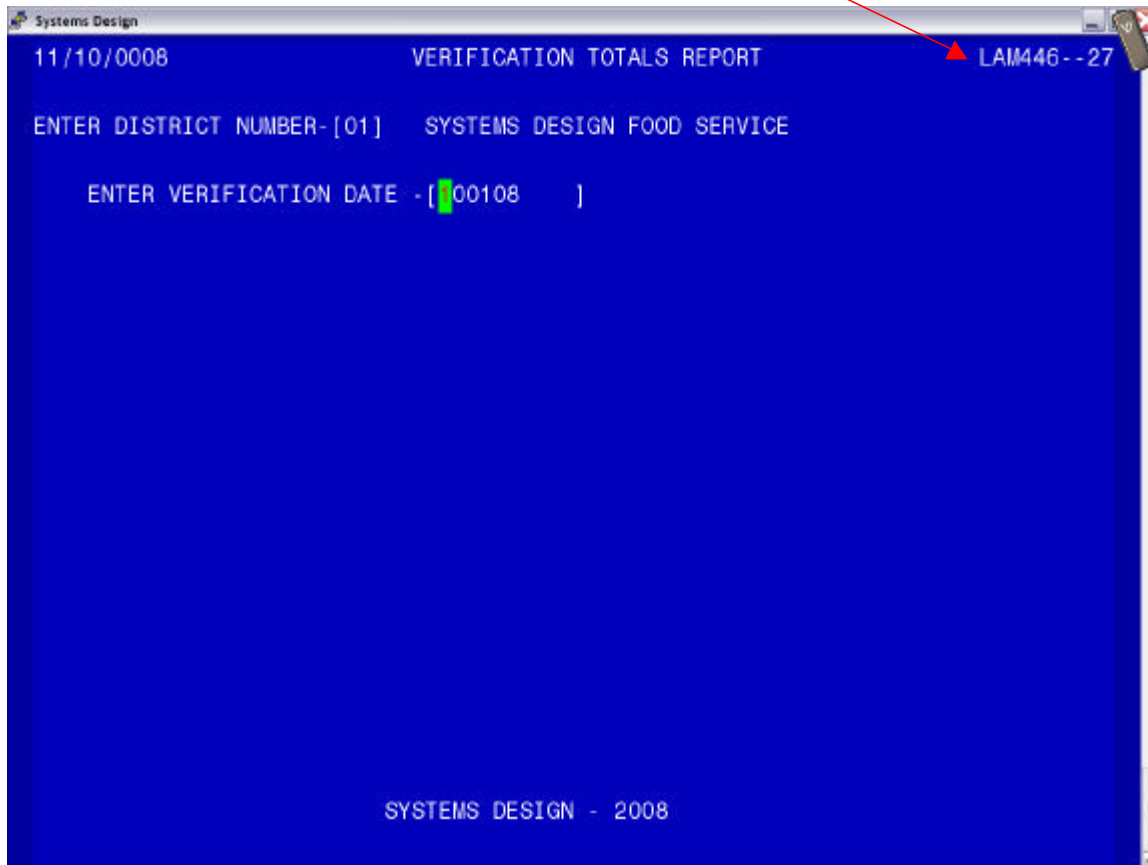 Systems Design
11/10/0008 VERIFICATION TOTALS REPORT LAM446--27
ENTER DISTRICT NUMBER-[01] SYSTEMS DESIGN FOOD SERVICE
ENTER VERIFICATION DATE -[100108 ]
SYSTEMS DESIGN - 2008